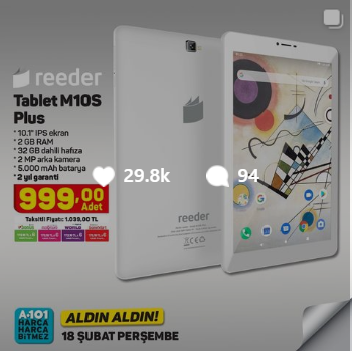 reeder
Tablet M10S
Plus
* 10.1" IPS ekran
* 2 GB RAM
* 32 GB dahili hafıza
* 2 MP arka kamera
* 5.000 mAh batarya
* 2 yıl garanti
999,00
Adet
Taksitli Fiyatı: 1.099,00 TL
29.8k
94
reeder
A-101
HARCA
HARCA
BİTMEZ
ALDIN ALDIN!
18 ŞUBAT PERŞEMBE